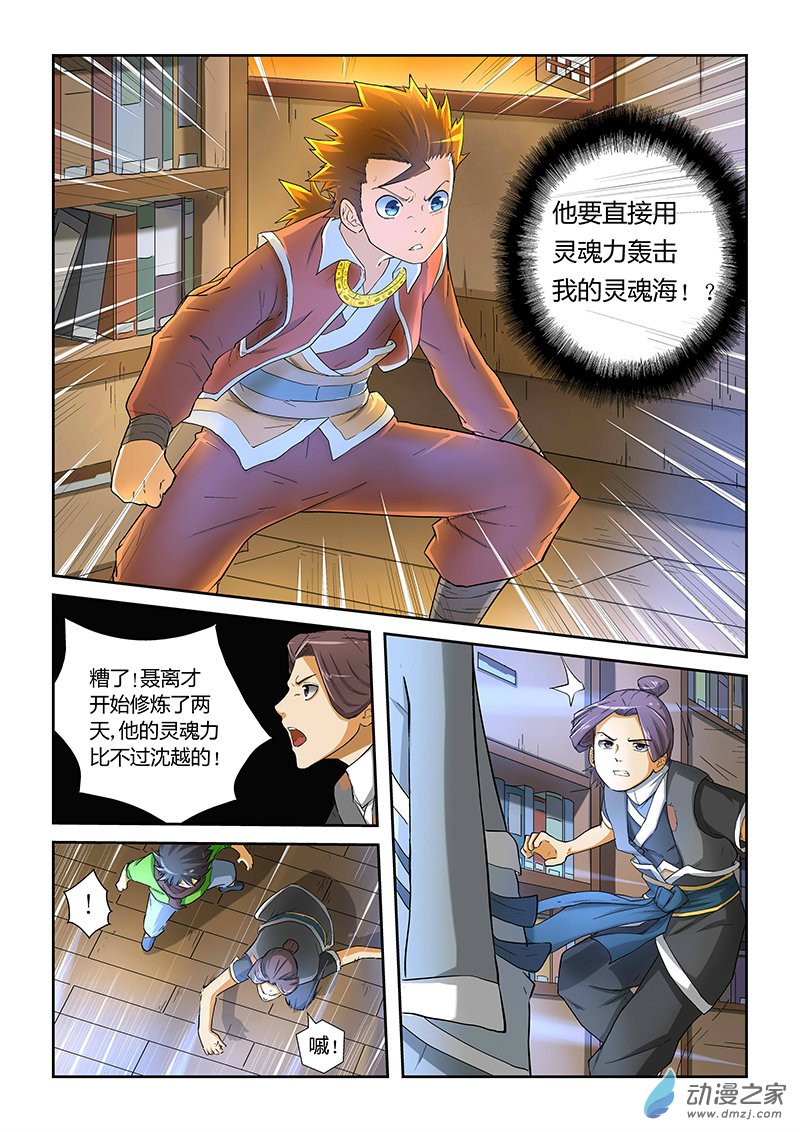 他要直接用
灵魂力轰击
我的灵魂海！？
糟了！聂离才
开始修炼了两
天，他的灵魂力
比不过沈越的！
！
嘁！
动漫之家
www.dmzj.com